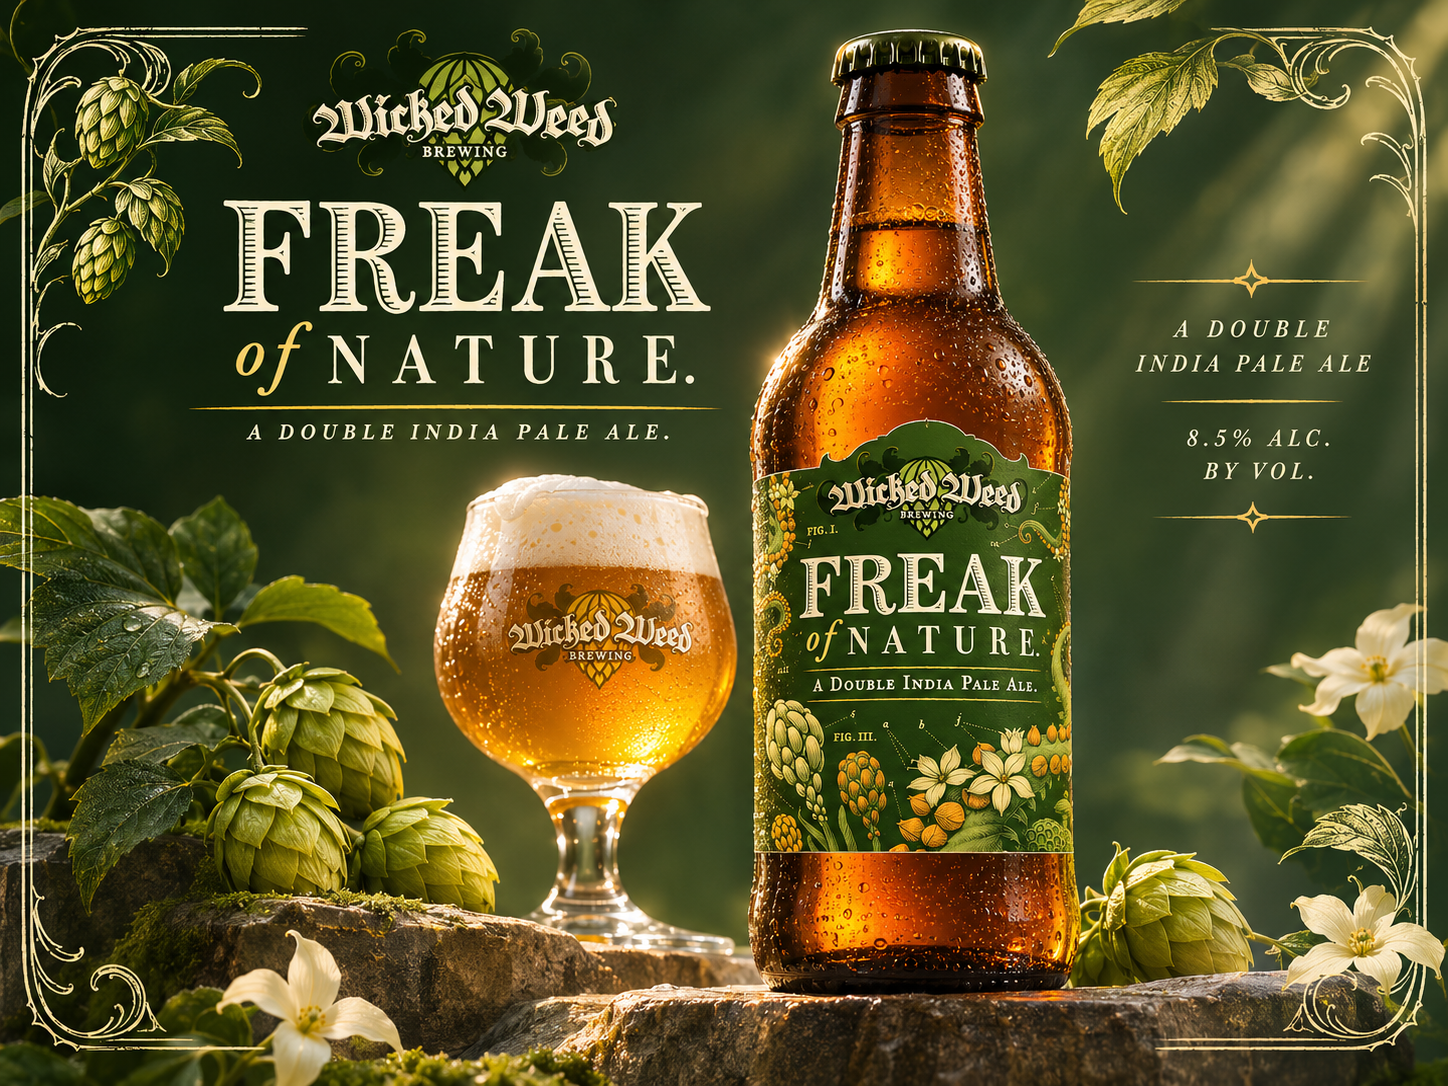 Wicked Weed
BREWING
FREAK
of NATURE.
A DOUBLE INDIA PALE ALE.
A DOUBLE
INDIA PALE ALE
8.5% ALC.
BY VOL.
Wicked Weed
BREWING
FIG. I.
FREAK
of NATURE.
A DOUBLE INDIA PALE ALE.
FIG. III.
s
a
b
j
Wicked Weed
BREWING